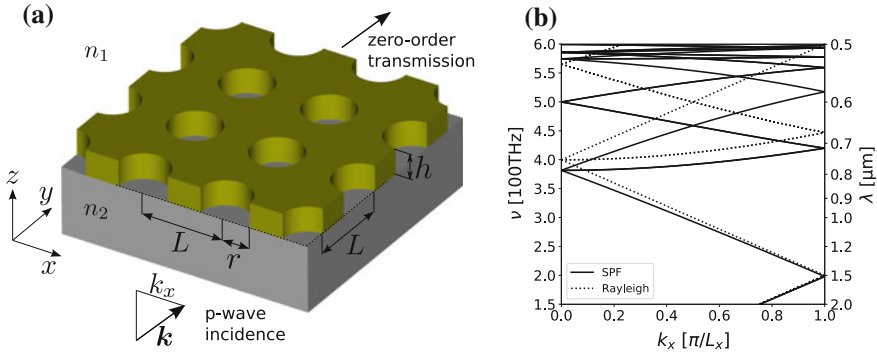 (a)
n₁
zero-order
transmission
z
y
x
n₂
L
r
h
L
kₓ
k
p-wave
incidence
(b)
6.0
5.5
5.0
4.5
4.0
3.5
3.0
2.5
2.0
1.5
ν [100THz]
SPF
Rayleigh
0.0 0.2 0.4 0.6 0.8 1.0
kₓ [π/Lₓ]
0.5
0.6
0.7
0.8
0.9
1.0
1.5
2.0
λ [μm]